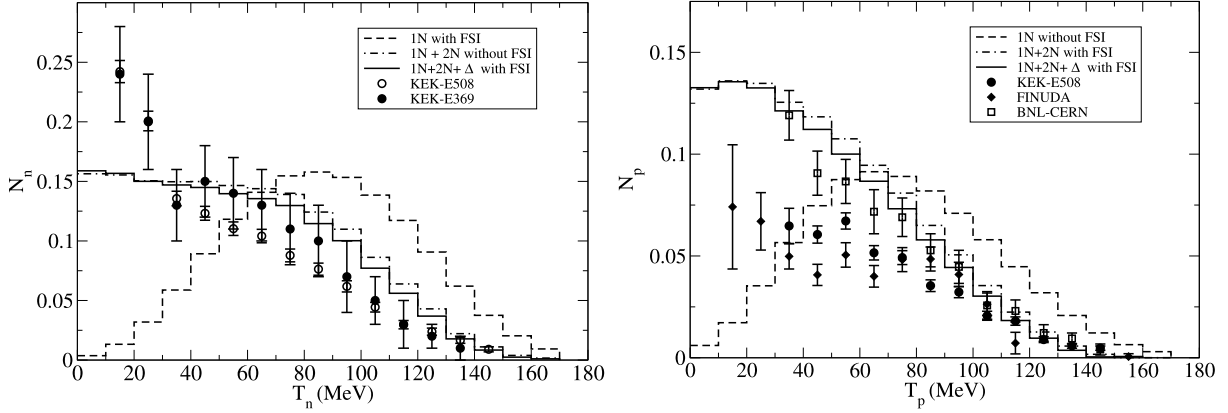 0.25
0.2
0.15
0.1
0.05
0
N_n
0 20 40 60 80 100 120 140 160 180
T_n (MeV)
1N with FSI
1N + 2N without FSI
1N+2N+ Δ with FSI
KEK-E508
KEK-E369
0.15
0.1
0.05
0
N_p
0 20 40 60 80 100 120 140 160 180
T_p (MeV)
1N without FSI
1N+2N with FSI
1N+2N+ Δ with FSI
KEK-E508
FINUDA
BNL-CERN